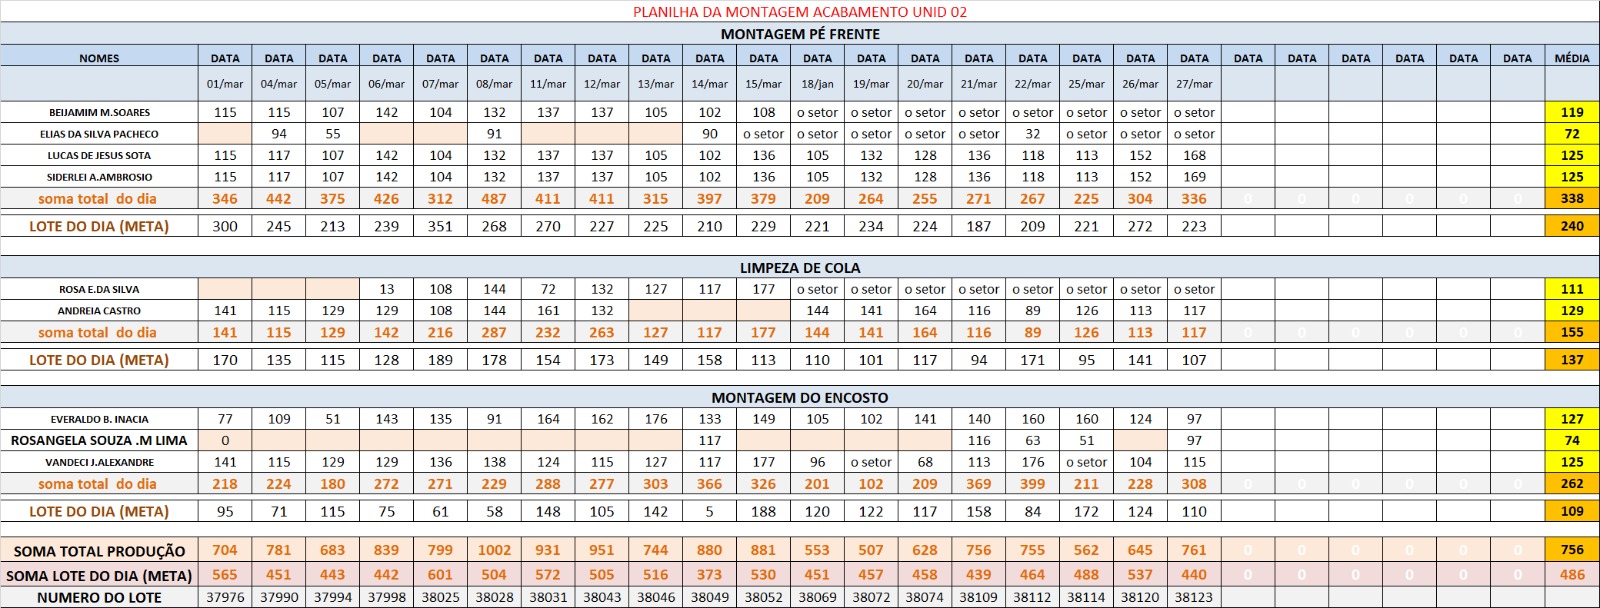 PLANILHA DA MONTAGEM ACABAMENTO UNID 02
MONTAGEM PÉ FRENTE
NOMES DATA DATA DATA DATA DATA DATA DATA DATA DATA DATA DATA DATA DATA DATA DATA DATA DATA DATA DATA DATA DATA DATA DATA DATA DATA MÉDIA
01/mar 04/mar 05/mar 06/mar 07/mar 08/mar 11/mar 12/mar 13/mar 14/mar 15/mar 18/jan 19/mar 20/mar 21/mar 22/mar 25/mar 26/mar 27/mar
BEIJAMIM M.SOARES 115 115 107 142 104 132 137 137 105 102 108 o setor o setor o setor o setor o setor o setor o setor o setor 119
ELIAS DA SILVA PACHECO 94 55 91 90 o setor o setor o setor o setor o setor 32 o setor o setor o setor 72
LUCAS DE JESUS SOTA 115 117 107 142 104 132 137 137 105 102 136 105 132 128 136 118 113 152 168 125
SIDERLEI A.AMBROSIO 115 117 107 142 104 132 137 137 105 102 136 105 132 128 136 118 113 152 169 125
soma total do dia 346 442 375 426 312 487 411 411 315 397 379 209 264 255 271 267 225 304 336 0 0 0 0 0 0 338
LOTE DO DIA (META) 300 245 213 239 351 268 270 227 225 210 229 221 234 224 187 209 221 272 223 240
LIMPEZA DE COLA
ROSA E.DA SILVA 13 108 144 72 132 127 117 177 o setor o setor o setor o setor o setor o setor o setor o setor 111
ANDREIA CASTRO 141 115 129 129 108 144 161 132 144 141 164 116 89 126 113 117 129
soma total do dia 141 115 129 142 216 287 232 263 127 117 177 144 141 164 116 89 126 113 117 0 0 0 0 0 0 155
LOTE DO DIA (META) 170 135 115 128 189 178 154 173 149 158 113 110 101 117 94 171 95 141 107 137
MONTAGEM DO ENCOSTO
EVERALDO B. INACIA 77 109 51 143 135 91 164 162 176 133 149 105 102 141 140 160 160 124 97 127
ROSANGELA SOUZA .M LIMA 0 117 116 63 51 97 74
VANDECI J.ALEXANDRE 141 115 129 129 136 138 124 115 127 117 177 96 o setor 68 113 176 o setor 104 115 125
soma total do dia 218 224 180 272 271 229 288 277 303 366 326 201 102 209 369 399 211 228 308 0 0 0 0 0 0 262
LOTE DO DIA (META) 95 71 115 75 61 58 148 105 142 5 188 120 122 117 158 84 172 124 110 109
SOMA TOTAL PRODUÇÃO 704 781 683 839 799 1002 931 951 744 880 881 553 507 628 756 755 562 645 761 0 0 0 0 0 0 756
SOMA LOTE DO DIA (META) 565 451 443 442 601 504 572 505 516 373 530 451 457 458 439 464 488 537 440 0 0 0 0 0 0 486
NUMERO DO LOTE 37976 37990 37994 37998 38025 38028 38031 38043 38046 38049 38052 38069 38072 38074 38109 38112 38114 38120 38123